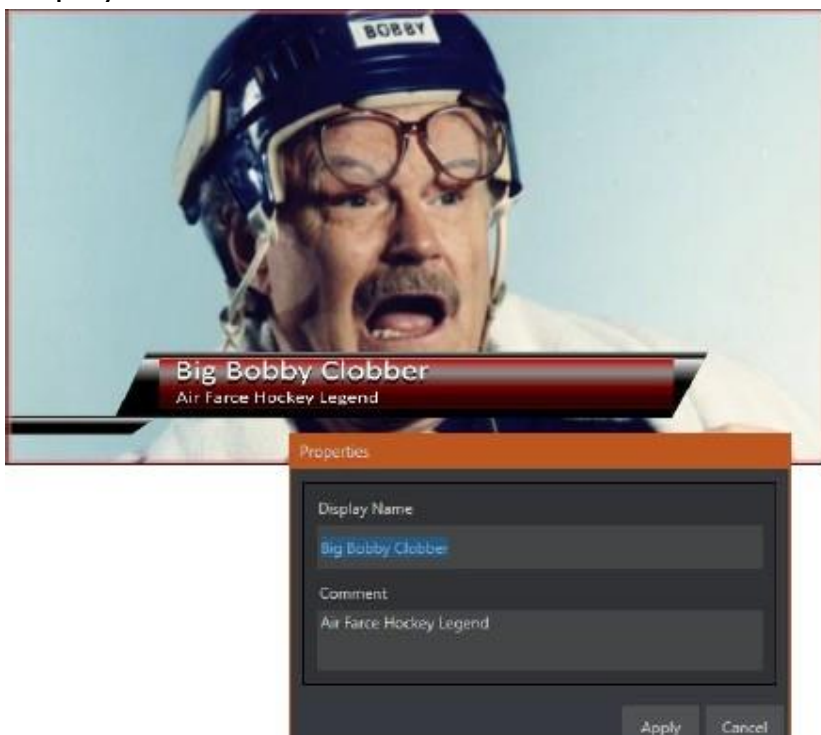 BOBBY
Big Bobby Clobber
Air Farce Hockey Legend
Properties
Display Name
Big Bobby Clobber
Comment
Air Farce Hockey Legend
Apply Cancel